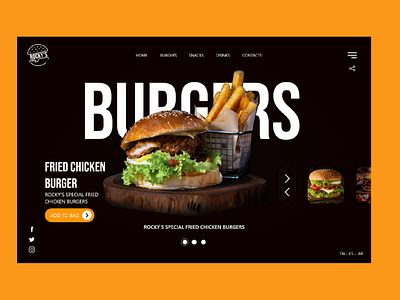 ROCKY'S
HOME BURGERS SNACKS DRINKS CONTACTS
BURGERS
FRIED CHICKEN
BURGER
ROCKY'S SPECIAL FRIED
CHICKEN BURGERS
ADD TO BAG
ROCKY'S SPECIAL FRIED CHICKEN BURGERS
EN - ES - AR